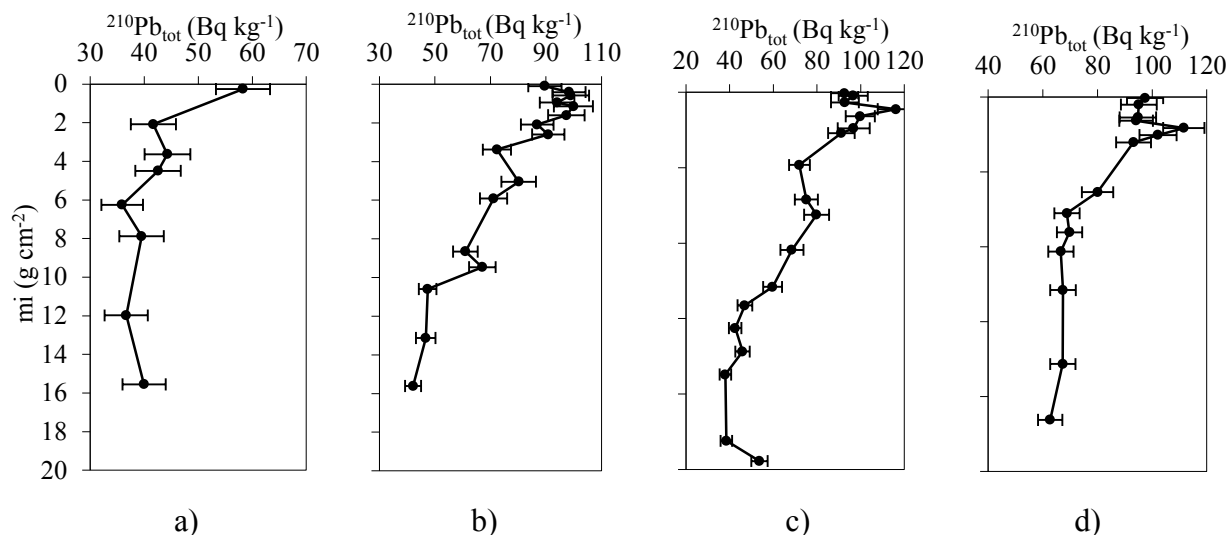 ²¹⁰Pbₜₒₜ (Bq kg⁻¹)
30 40 50 60 70
0
2
4
6
8
10
12
14
16
18
20
mi (g cm⁻²)
a)
²¹⁰Pbₜₒₜ (Bq kg⁻¹)
30 50 70 90 110
b)
²¹⁰Pbₜₒₜ (Bq kg⁻¹)
20 40 60 80 100 120
c)
²¹⁰Pbₜₒₜ (Bq kg⁻¹)
40 60 80 100 120
d)